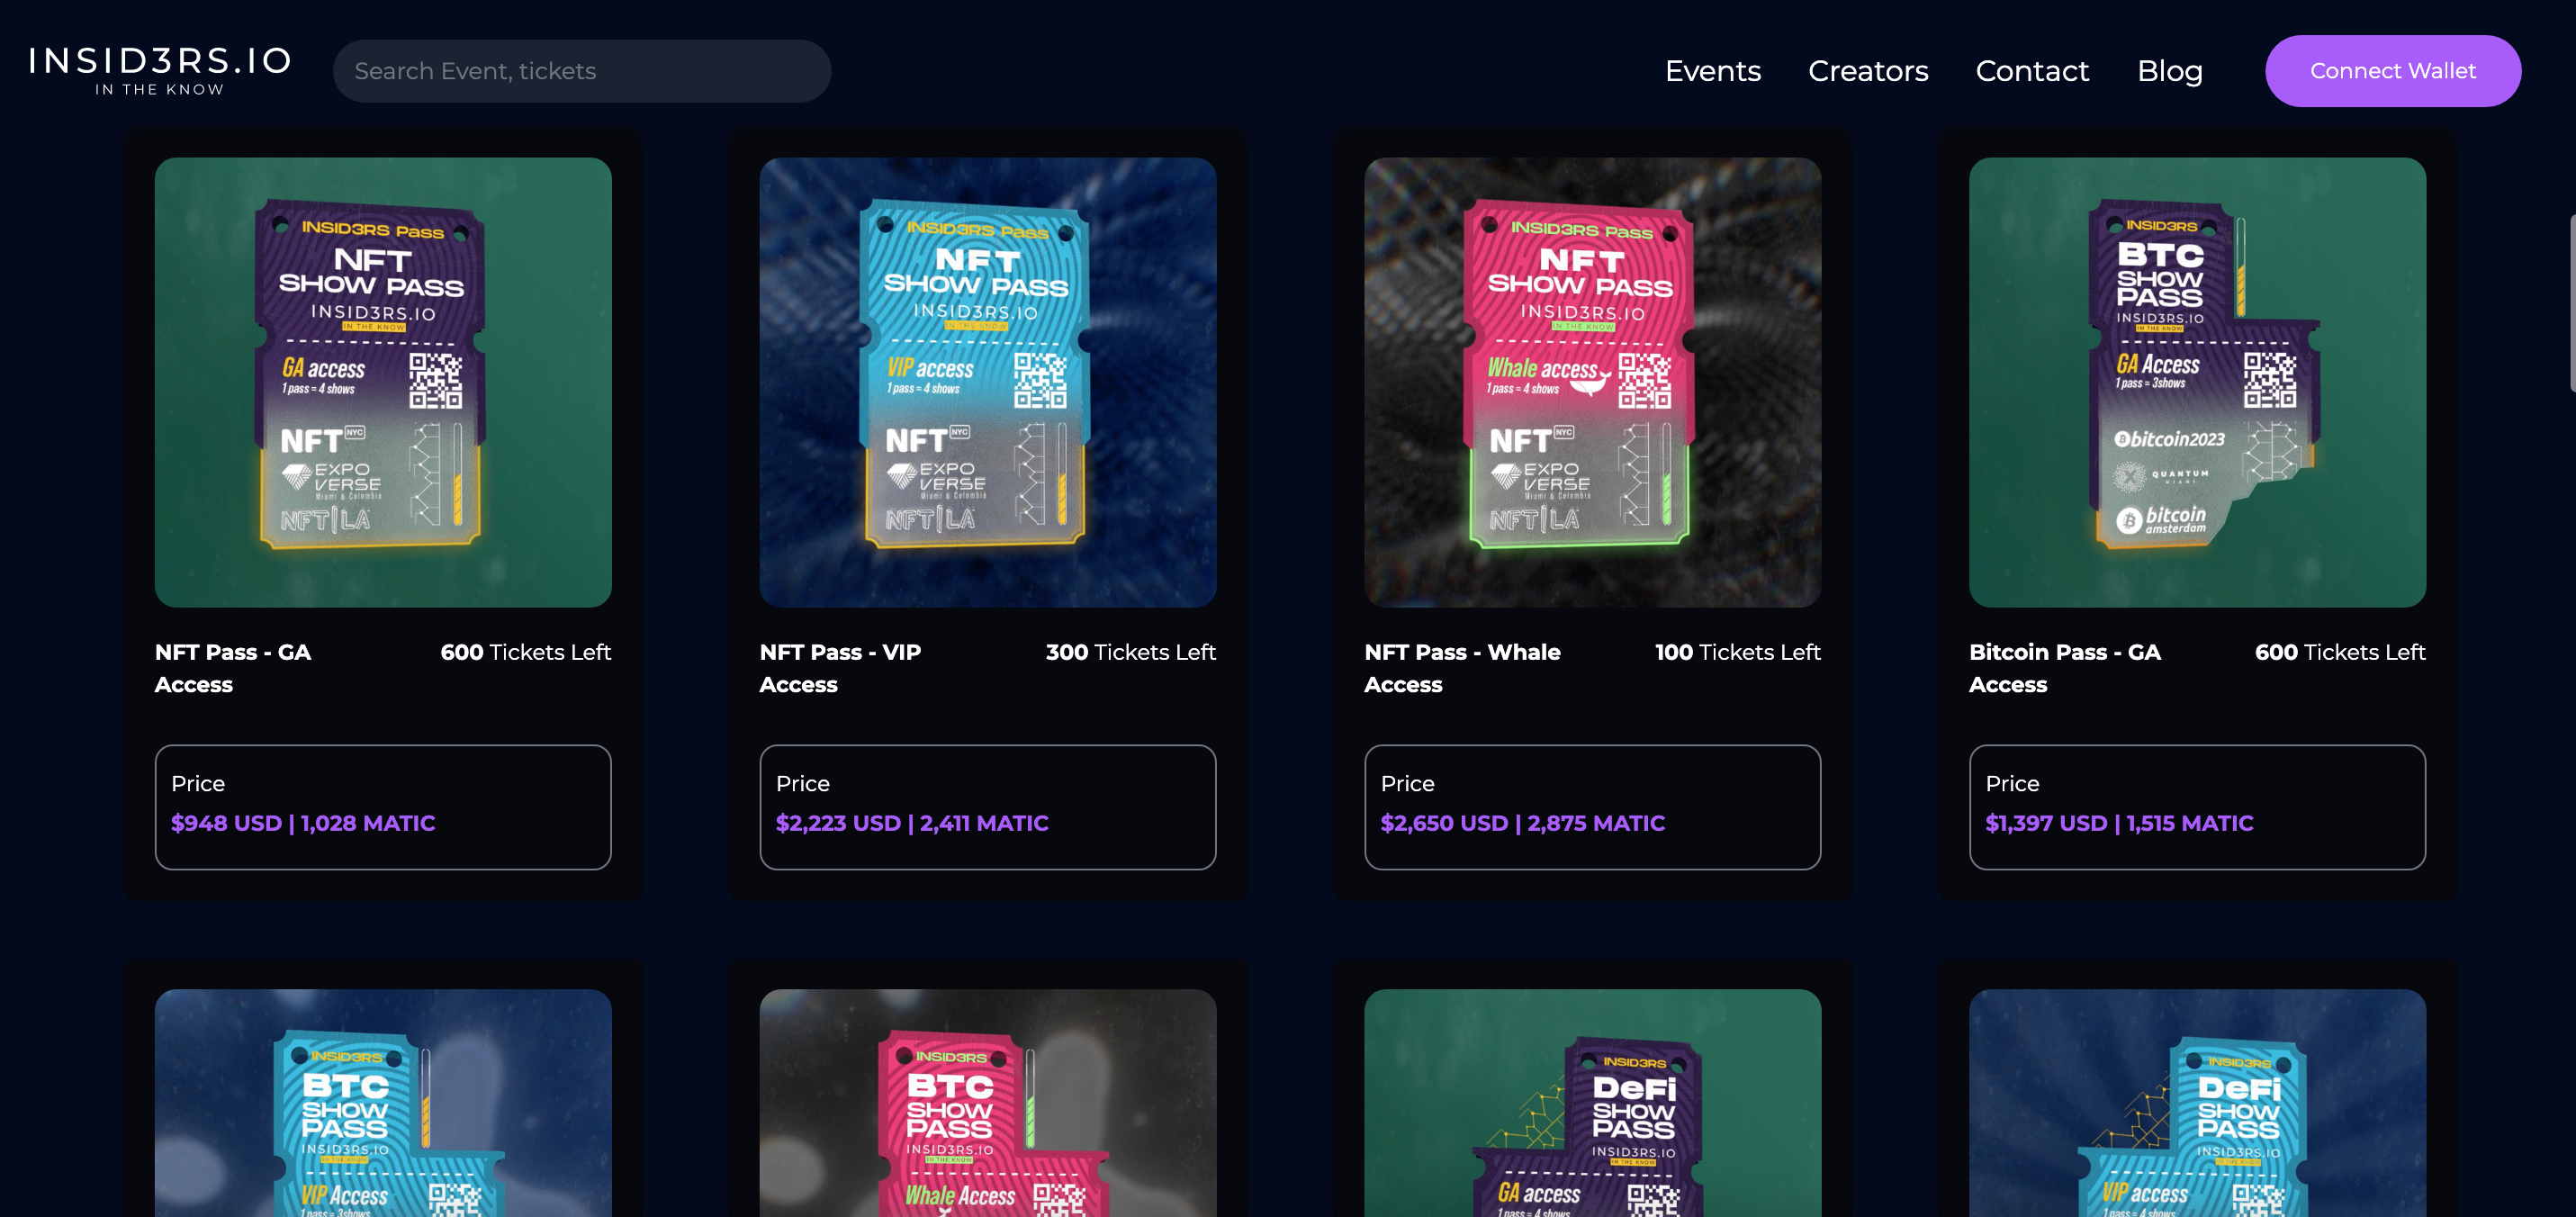 INSID3RS.IO
IN THE KNOW
Search Event, tickets
Events
Creators
Contact
Blog
Connect Wallet
INSID3RS Pass
NFT
SHOW PASS
INSID3RS.IO
IN THE KNOW
GA access
1 pass = 4 shows
NFT NYC
EXPO
VERSE
Miami & Colombia
NFT|LA
NFT Pass - GA
Access
600 Tickets Left
Price
$948 USD | 1,028 MATIC
INSID3RS Pass
NFT
SHOW PASS
INSID3RS.IO
IN THE KNOW
VIP access
1 pass = 4 shows
NFT NYC
EXPO
VERSE
Miami & Colombia
NFT|LA
NFT Pass - VIP
Access
300 Tickets Left
Price
$2,223 USD | 2,411 MATIC
INSID3RS Pass
NFT
SHOW PASS
INSID3RS.IO
IN THE KNOW
Whale access
1 pass = 4 shows
NFT NYC
EXPO
VERSE
Miami & Colombia
NFT|LA
NFT Pass - Whale
Access
100 Tickets Left
Price
$2,650 USD | 2,875 MATIC
INSID3RS
BTC
SHOW
PASS
INSID3RS.IO
IN THE KNOW
GA Access
1 pass = 3shows
bitcoin2023
QUANTUM
MIAMI
bitcoin
amsterdam
Bitcoin Pass - GA
Access
600 Tickets Left
Price
$1,397 USD | 1,515 MATIC
INSID3RS
BTC
SHOW
PASS
INSID3RS.IO
IN THE KNOW
VIP Access
1 pass = 3shows
INSID3RS
BTC
SHOW
PASS
INSID3RS.IO
IN THE KNOW
Whale Access
INSID3RS
DeFi
SHOW
PASS
INSID3RS.IO
IN THE KNOW
GA access
1 pass = 4 shows
INSID3RS
DeFi
SHOW
PASS
INSID3RS.IO
IN THE KNOW
VIP access
1 pass = 4 shows